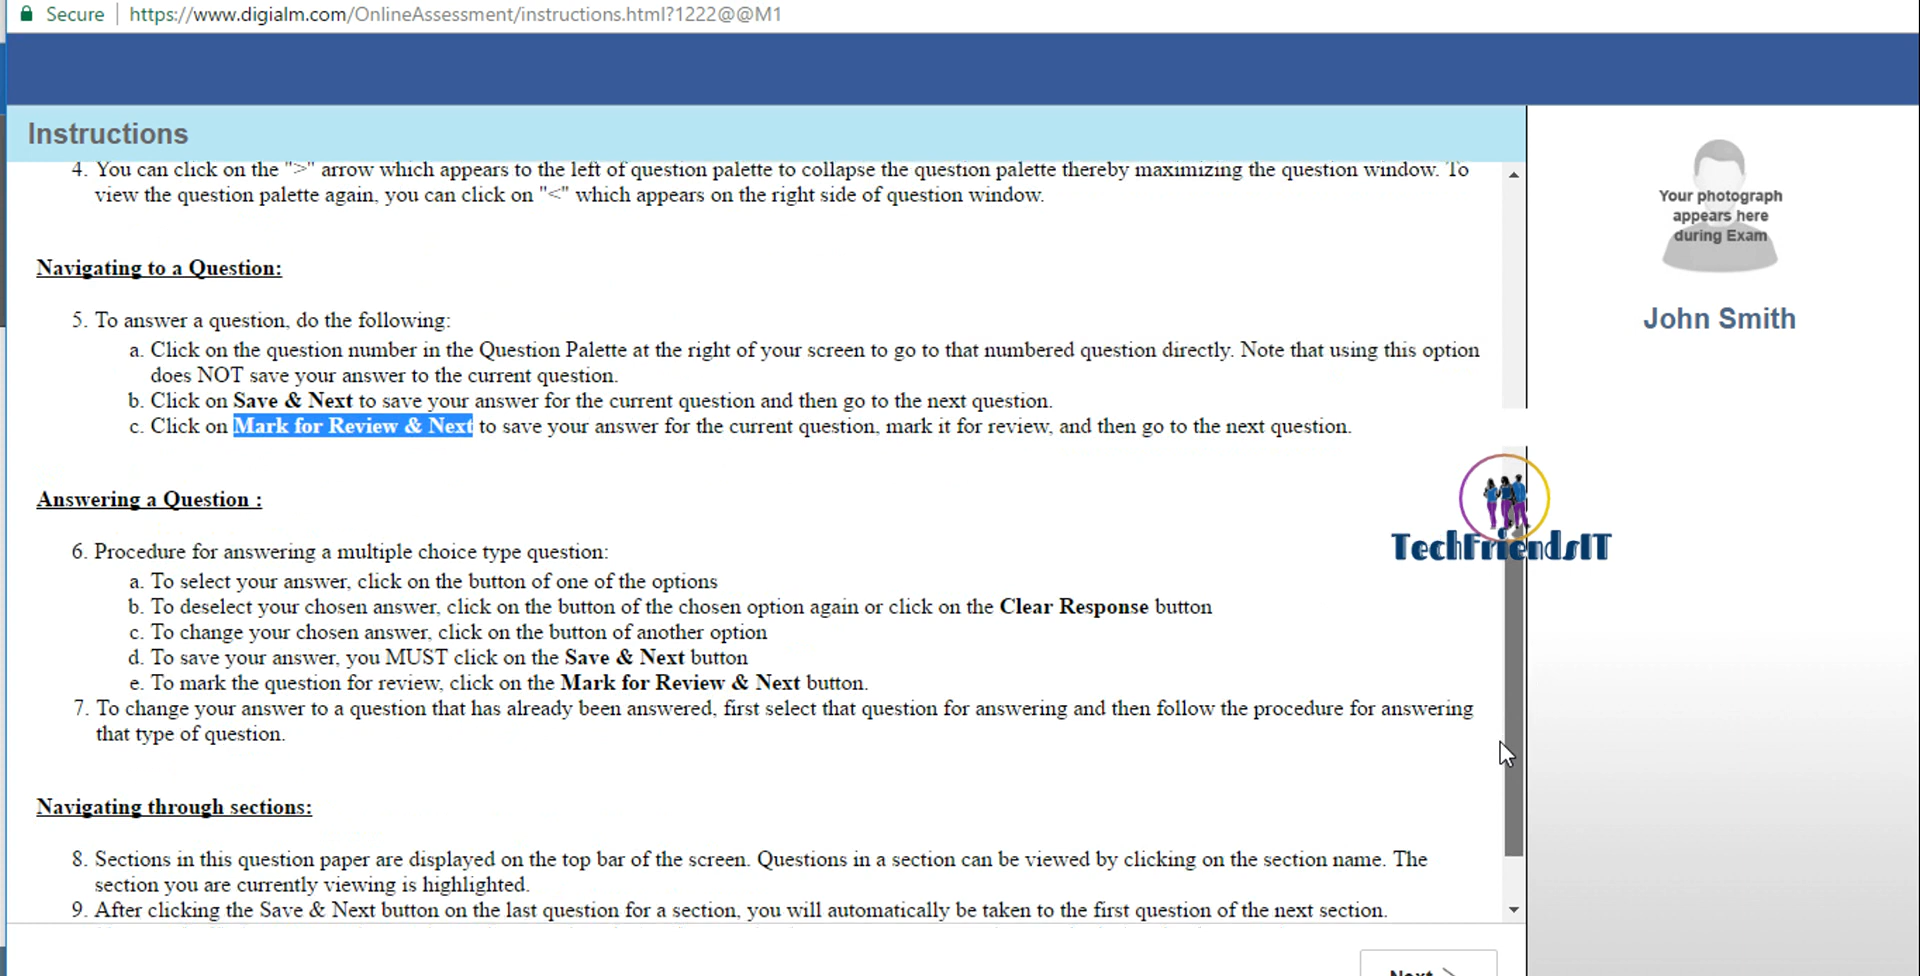 Secure https://www.digialm.com/OnlineAssessment/instructions.html?1222@@M1
Instructions
4. You can click on the ">" arrow which appears to the left of question palette to collapse the question palette thereby maximizing the question window. To
view the question palette again, you can click on "<" which appears on the right side of question window.
Navigating to a Question:
5. To answer a question, do the following:
a. Click on the question number in the Question Palette at the right of your screen to go to that numbered question directly. Note that using this option
does NOT save your answer to the current question.
b. Click on Save & Next to save your answer for the current question and then go to the next question.
c. Click on Mark for Review & Next to save your answer for the current question, mark it for review, and then go to the next question.
Answering a Question :
6. Procedure for answering a multiple choice type question:
a. To select your answer, click on the button of one of the options
b. To deselect your chosen answer, click on the button of the chosen option again or click on the Clear Response button
c. To change your chosen answer, click on the button of another option
d. To save your answer, you MUST click on the Save & Next button
e. To mark the question for review, click on the Mark for Review & Next button.
7. To change your answer to a question that has already been answered, first select that question for answering and then follow the procedure for answering
that type of question.
Navigating through sections:
8. Sections in this question paper are displayed on the top bar of the screen. Questions in a section can be viewed by clicking on the section name. The
section you are currently viewing is highlighted.
9. After clicking the Save & Next button on the last question for a section, you will automatically be taken to the first question of the next section.
Next >
Your photograph
appears here
during Exam
John Smith
TechFriendsIT